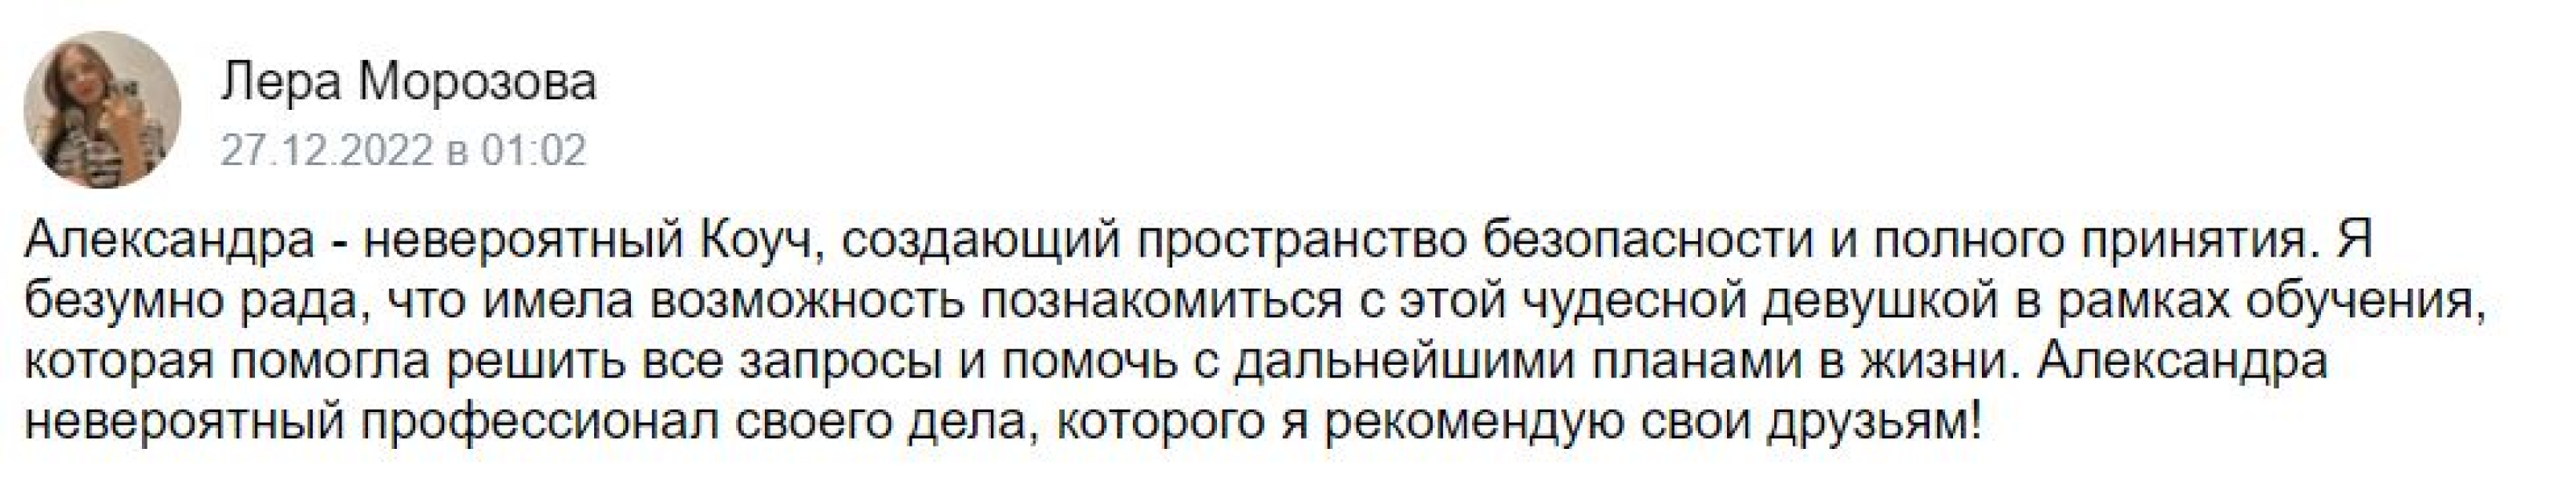 Лера Морозова
27.12.2022 в 01:02
Александра - невероятный Коуч, создающий пространство безопасности и полного принятия. Я
безумно рада, что имела возможность познакомиться с этой чудесной девушкой в рамках обучения,
которая помогла решить все запросы и помочь с дальнейшими планами в жизни. Александра
невероятный профессионал своего дела, которого я рекомендую свои друзьям!